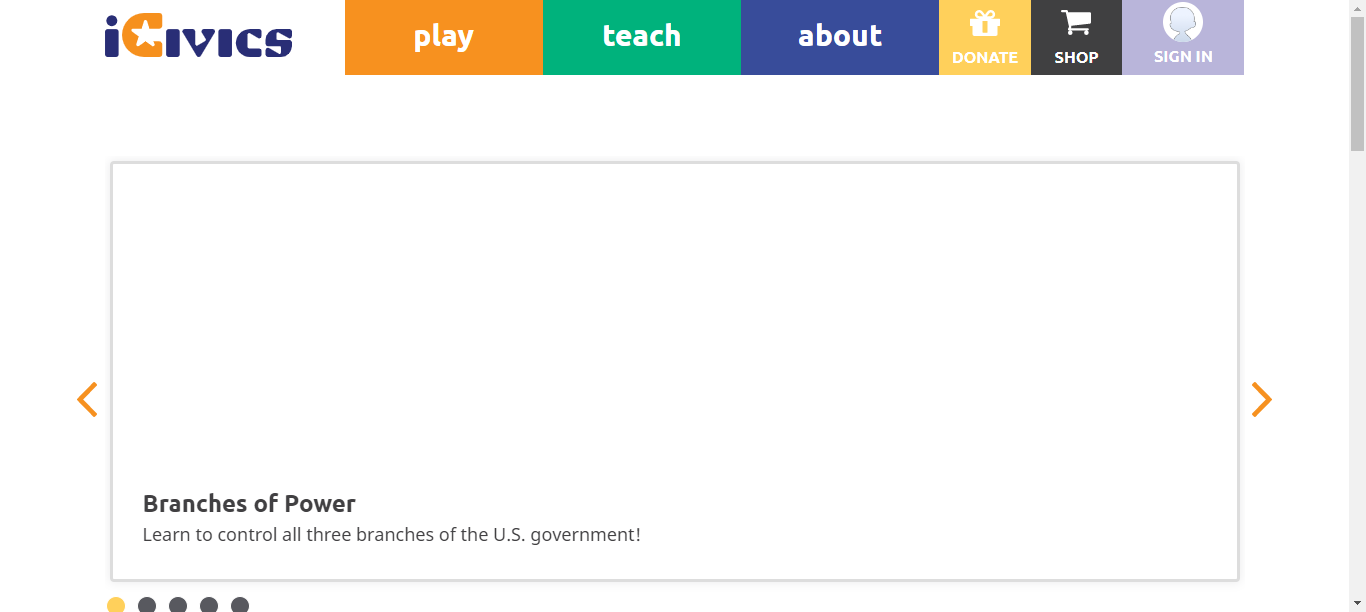 iCivics
play
teach
about
DONATE
SHOP
SIGN IN
Branches of Power
Learn to control all three branches of the U.S. government!